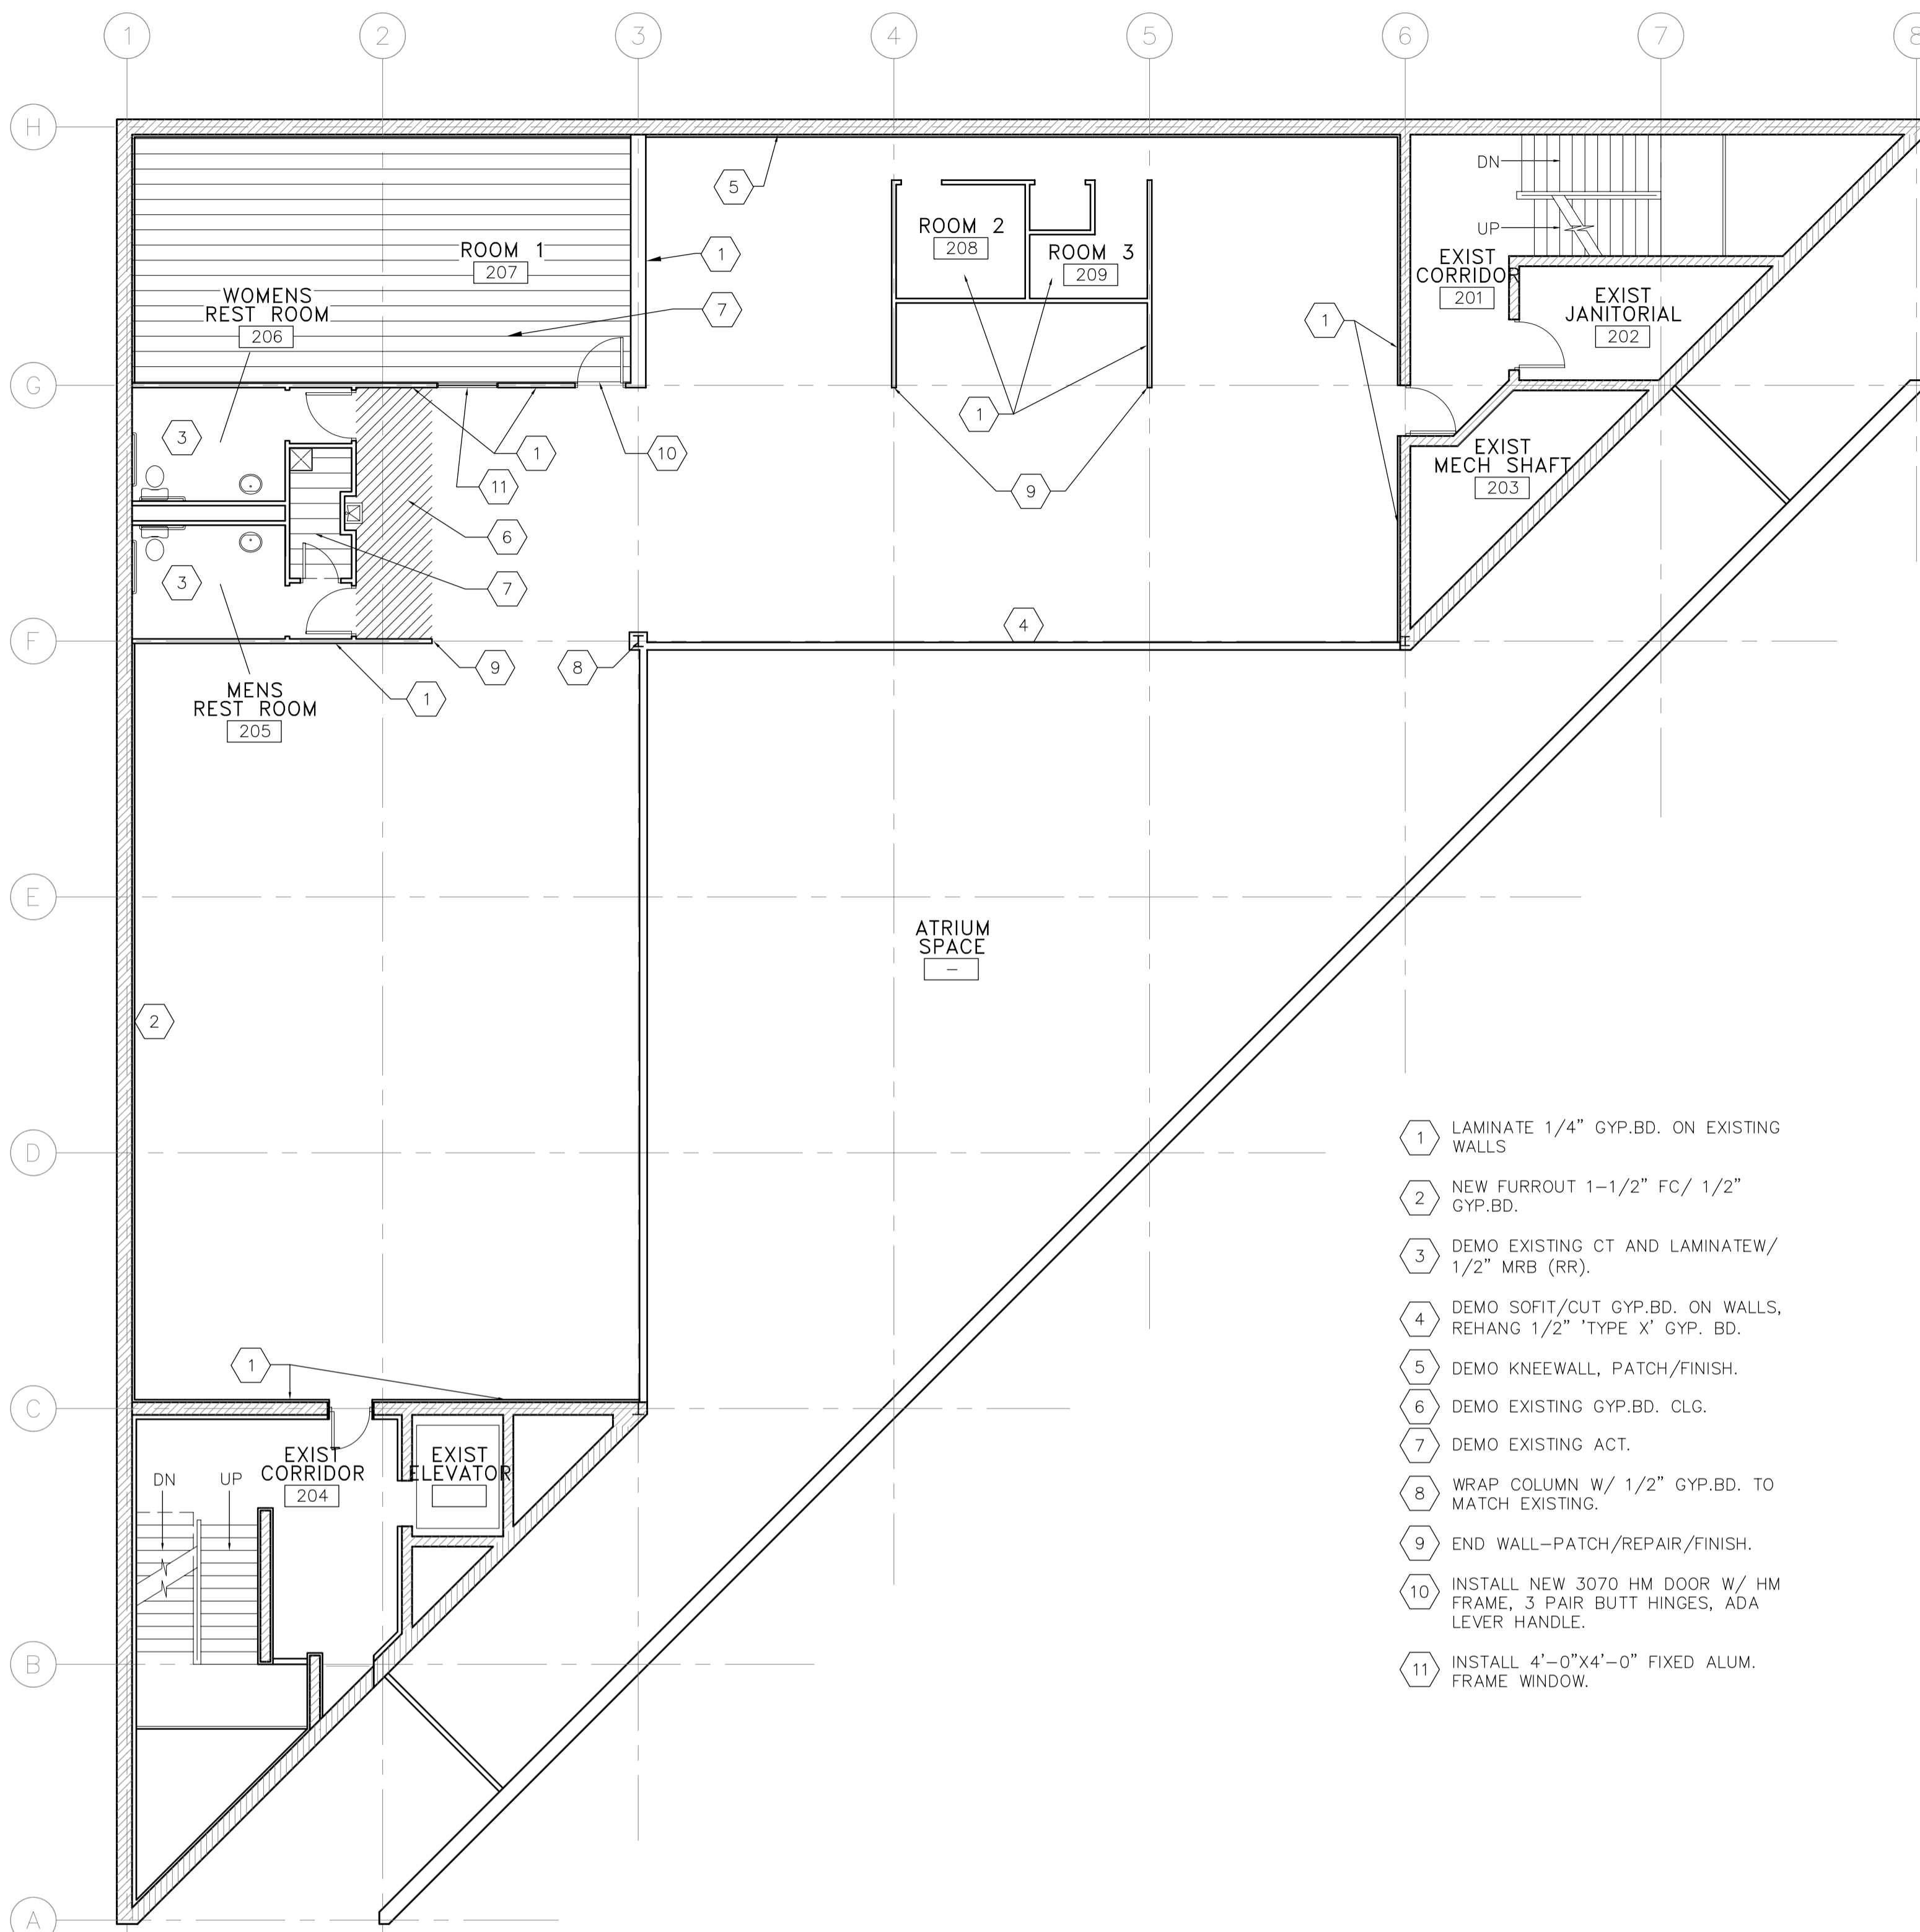 1 2 3 4 5 6 7 8
H
DN
5
ROOM 2
208
UP
ROOM 1
207
1
ROOM 3
209
EXIST
CORRIDOR
201
WOMENS
REST ROOM
206
7
1
EXIST
JANITORIAL
202
G
3
1
10
1
EXIST
MECH SHAFT
203
11
9
6
3
7
F
4
9
8
1
MENS
REST ROOM
205
E
ATRIUM
SPACE
-
2
D
1
C
EXIST
CORRIDOR
204
EXIST
ELEVATOR
DN
UP
B
A
1 LAMINATE 1/4” GYP.BD. ON EXISTING
WALLS
2 NEW FURROUT 1-1/2” FC/ 1/2”
GYP.BD.
3 DEMO EXISTING CT AND LAMINATEW/
1/2” MRB (RR).
4 DEMO SOFIT/CUT GYP.BD. ON WALLS,
REHANG 1/2” 'TYPE X' GYP. BD.
5 DEMO KNEEWALL, PATCH/FINISH.
6 DEMO EXISTING GYP.BD. CLG.
7 DEMO EXISTING ACT.
8 WRAP COLUMN W/ 1/2” GYP.BD. TO
MATCH EXISTING.
9 END WALL-PATCH/REPAIR/FINISH.
10 INSTALL NEW 3070 HM DOOR W/ HM
FRAME, 3 PAIR BUTT HINGES, ADA
LEVER HANDLE.
11 INSTALL 4'-0”X4'-0” FIXED ALUM.
FRAME WINDOW.